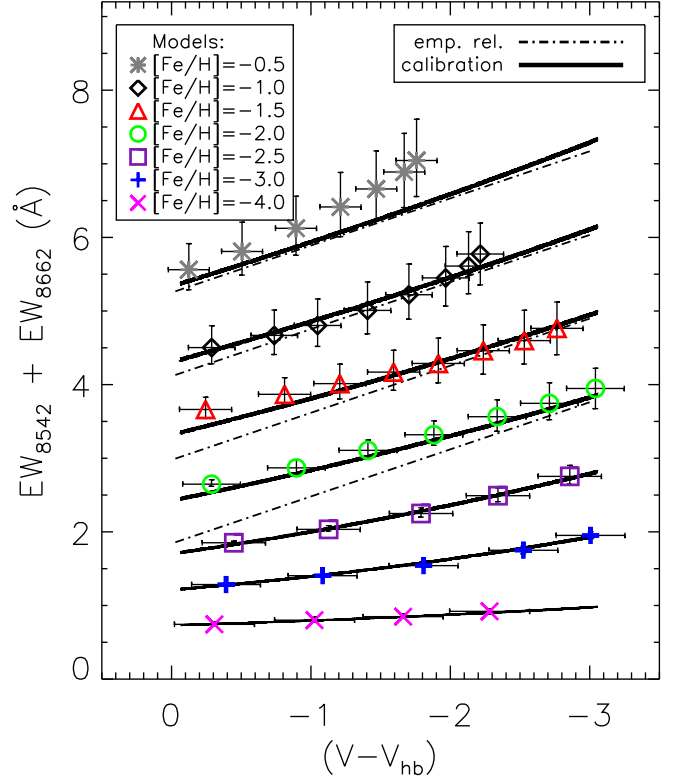 Models:
[Fe/H]=−0.5
[Fe/H]=−1.0
[Fe/H]=−1.5
[Fe/H]=−2.0
[Fe/H]=−2.5
[Fe/H]=−3.0
[Fe/H]=−4.0
emp. rel.
calibration
8
6
4
2
0
EW8542 + EW8662 (Å)
0 −1 −2 −3
(V−Vhb)